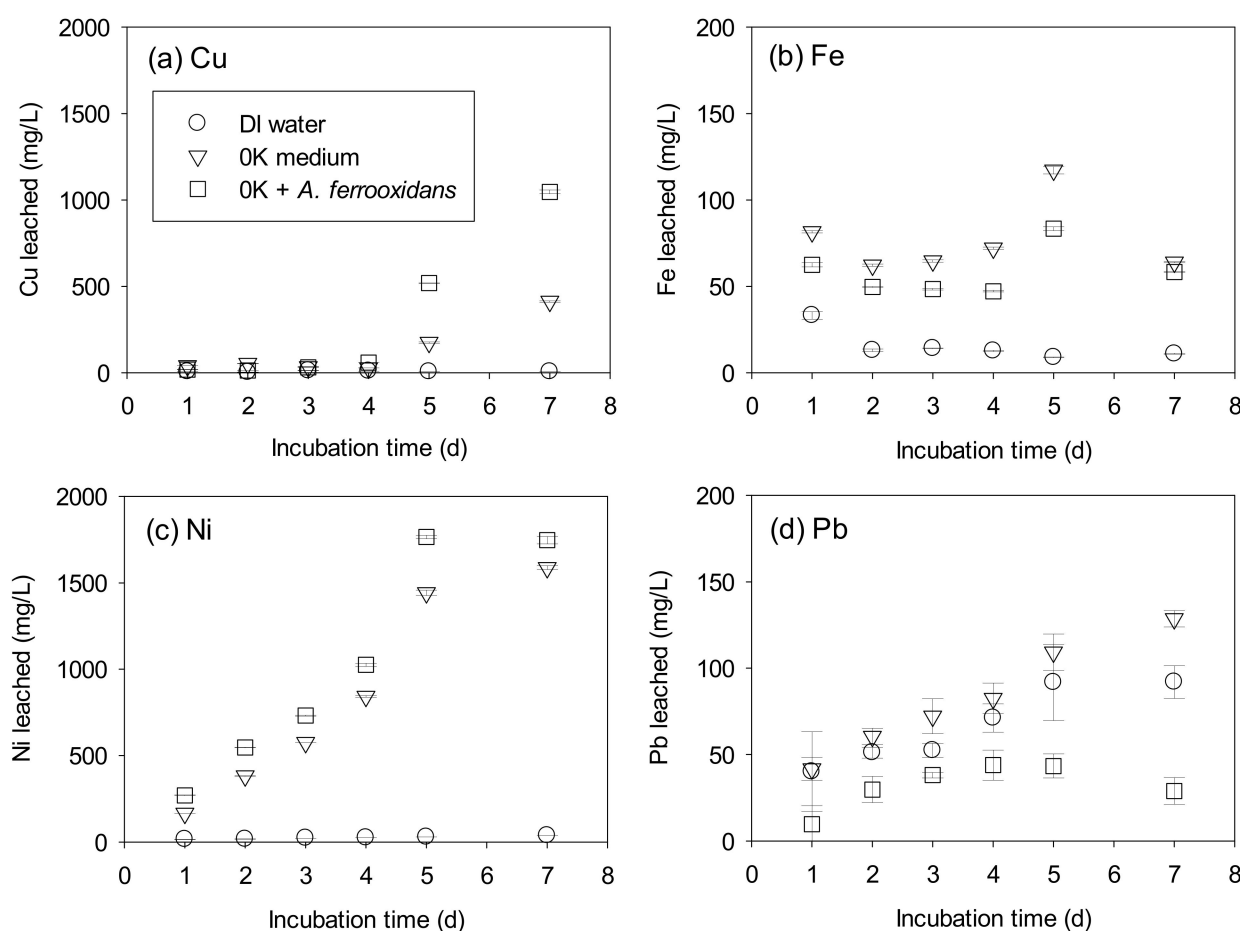 (a) Cu
DI water
0K medium
0K + A. ferrooxidans
Cu leached (mg/L)
2000
1500
1000
500
0
0 1 2 3 4 5 6 7 8
Incubation time (d)
(b) Fe
Fe leached (mg/L)
200
150
100
50
0
0 1 2 3 4 5 6 7 8
Incubation time (d)
(c) Ni
Ni leached (mg/L)
2000
1500
1000
500
0
0 1 2 3 4 5 6 7 8
Incubation time (d)
(d) Pb
Pb leached (mg/L)
200
150
100
50
0
0 1 2 3 4 5 6 7 8
Incubation time (d)